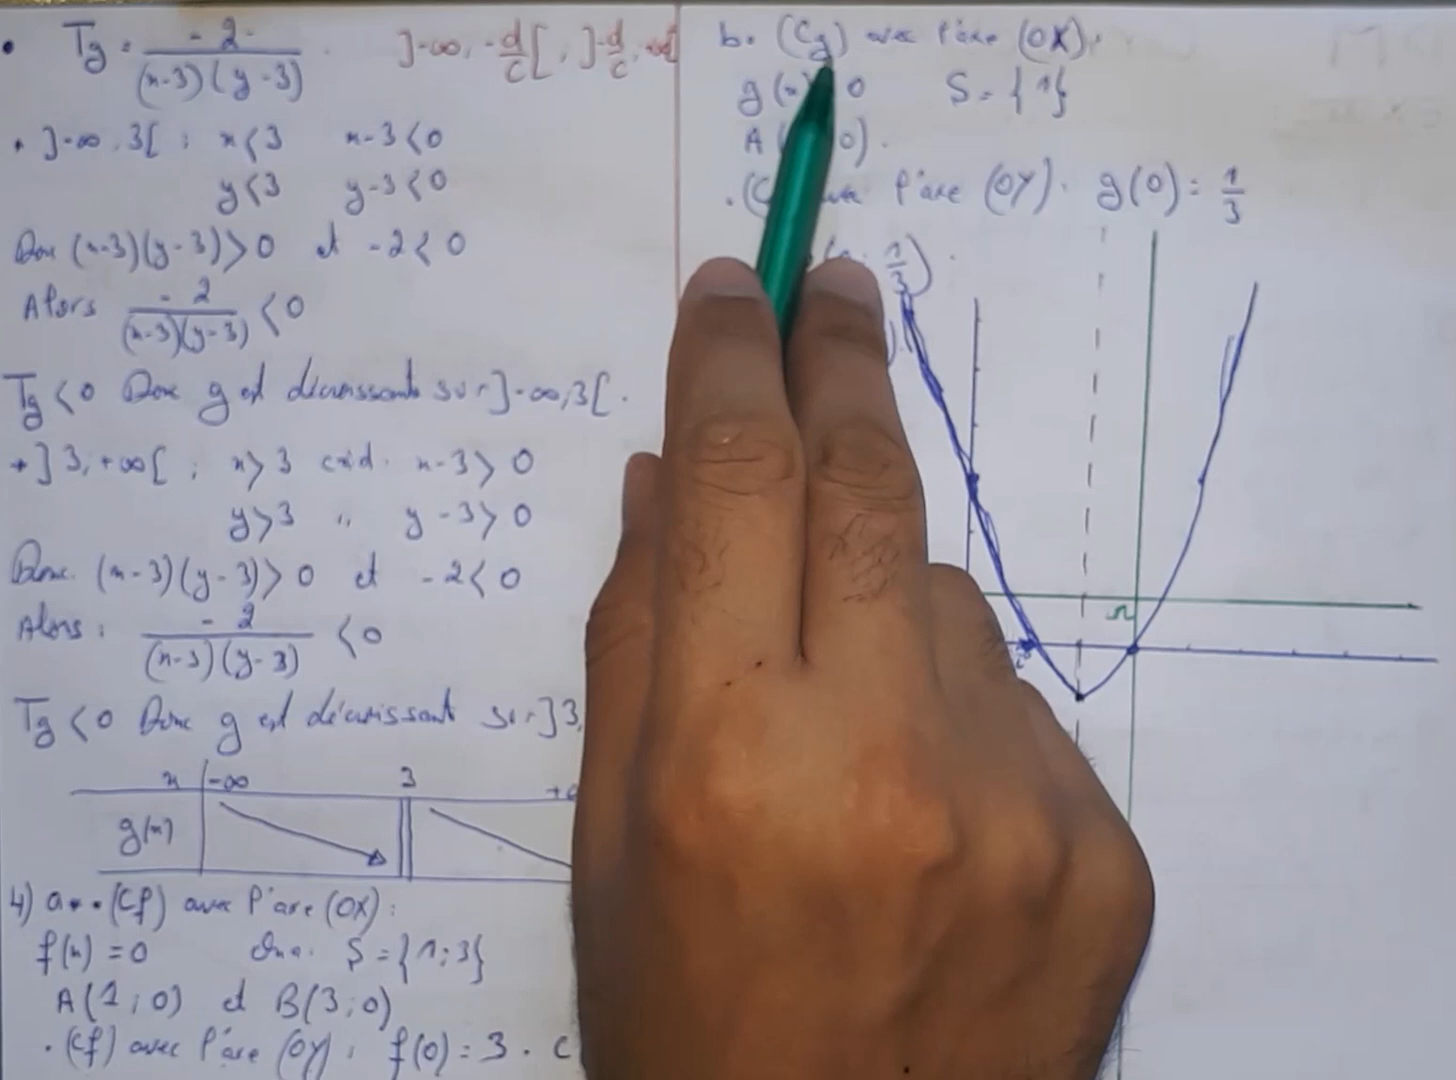 • Tg = -2 / (x-3)(y-3) . ]-∞, -d/c[ , ]-d/c, +∞[
+ ]-∞, 3[ ; x<3 x-3<0
y<3 y-3<0
Donc (x-3)(y-3)>0 et -2<0
Alors -2 / (x-3)(y-3) <0
Tg<0 Donc g est décroissante sur ]-∞,3[.
+ ]3, +∞[ ; x>3 càd. x-3>0
y>3 " y-3>0
Donc. (x-3)(y-3)>0 et -2<0
Alors : -2 / (x-3)(y-3) <0
Tg<0 Donc g est décroissant sur ]3,
x -∞ 3
g(x)
4) a. • (Cf) avec l'axe (OX) :
f(x)=0 S={1;3}
A(1;0) et B(3;0)
• (Cf) avec l'axe (OY) : f(0)=3. C
b. (Cg) avec l'axe (OX).
g(x) 0 S={1}
A 0).
.(C l'axe (OY). g(0)=1/3
1/3).
Ω